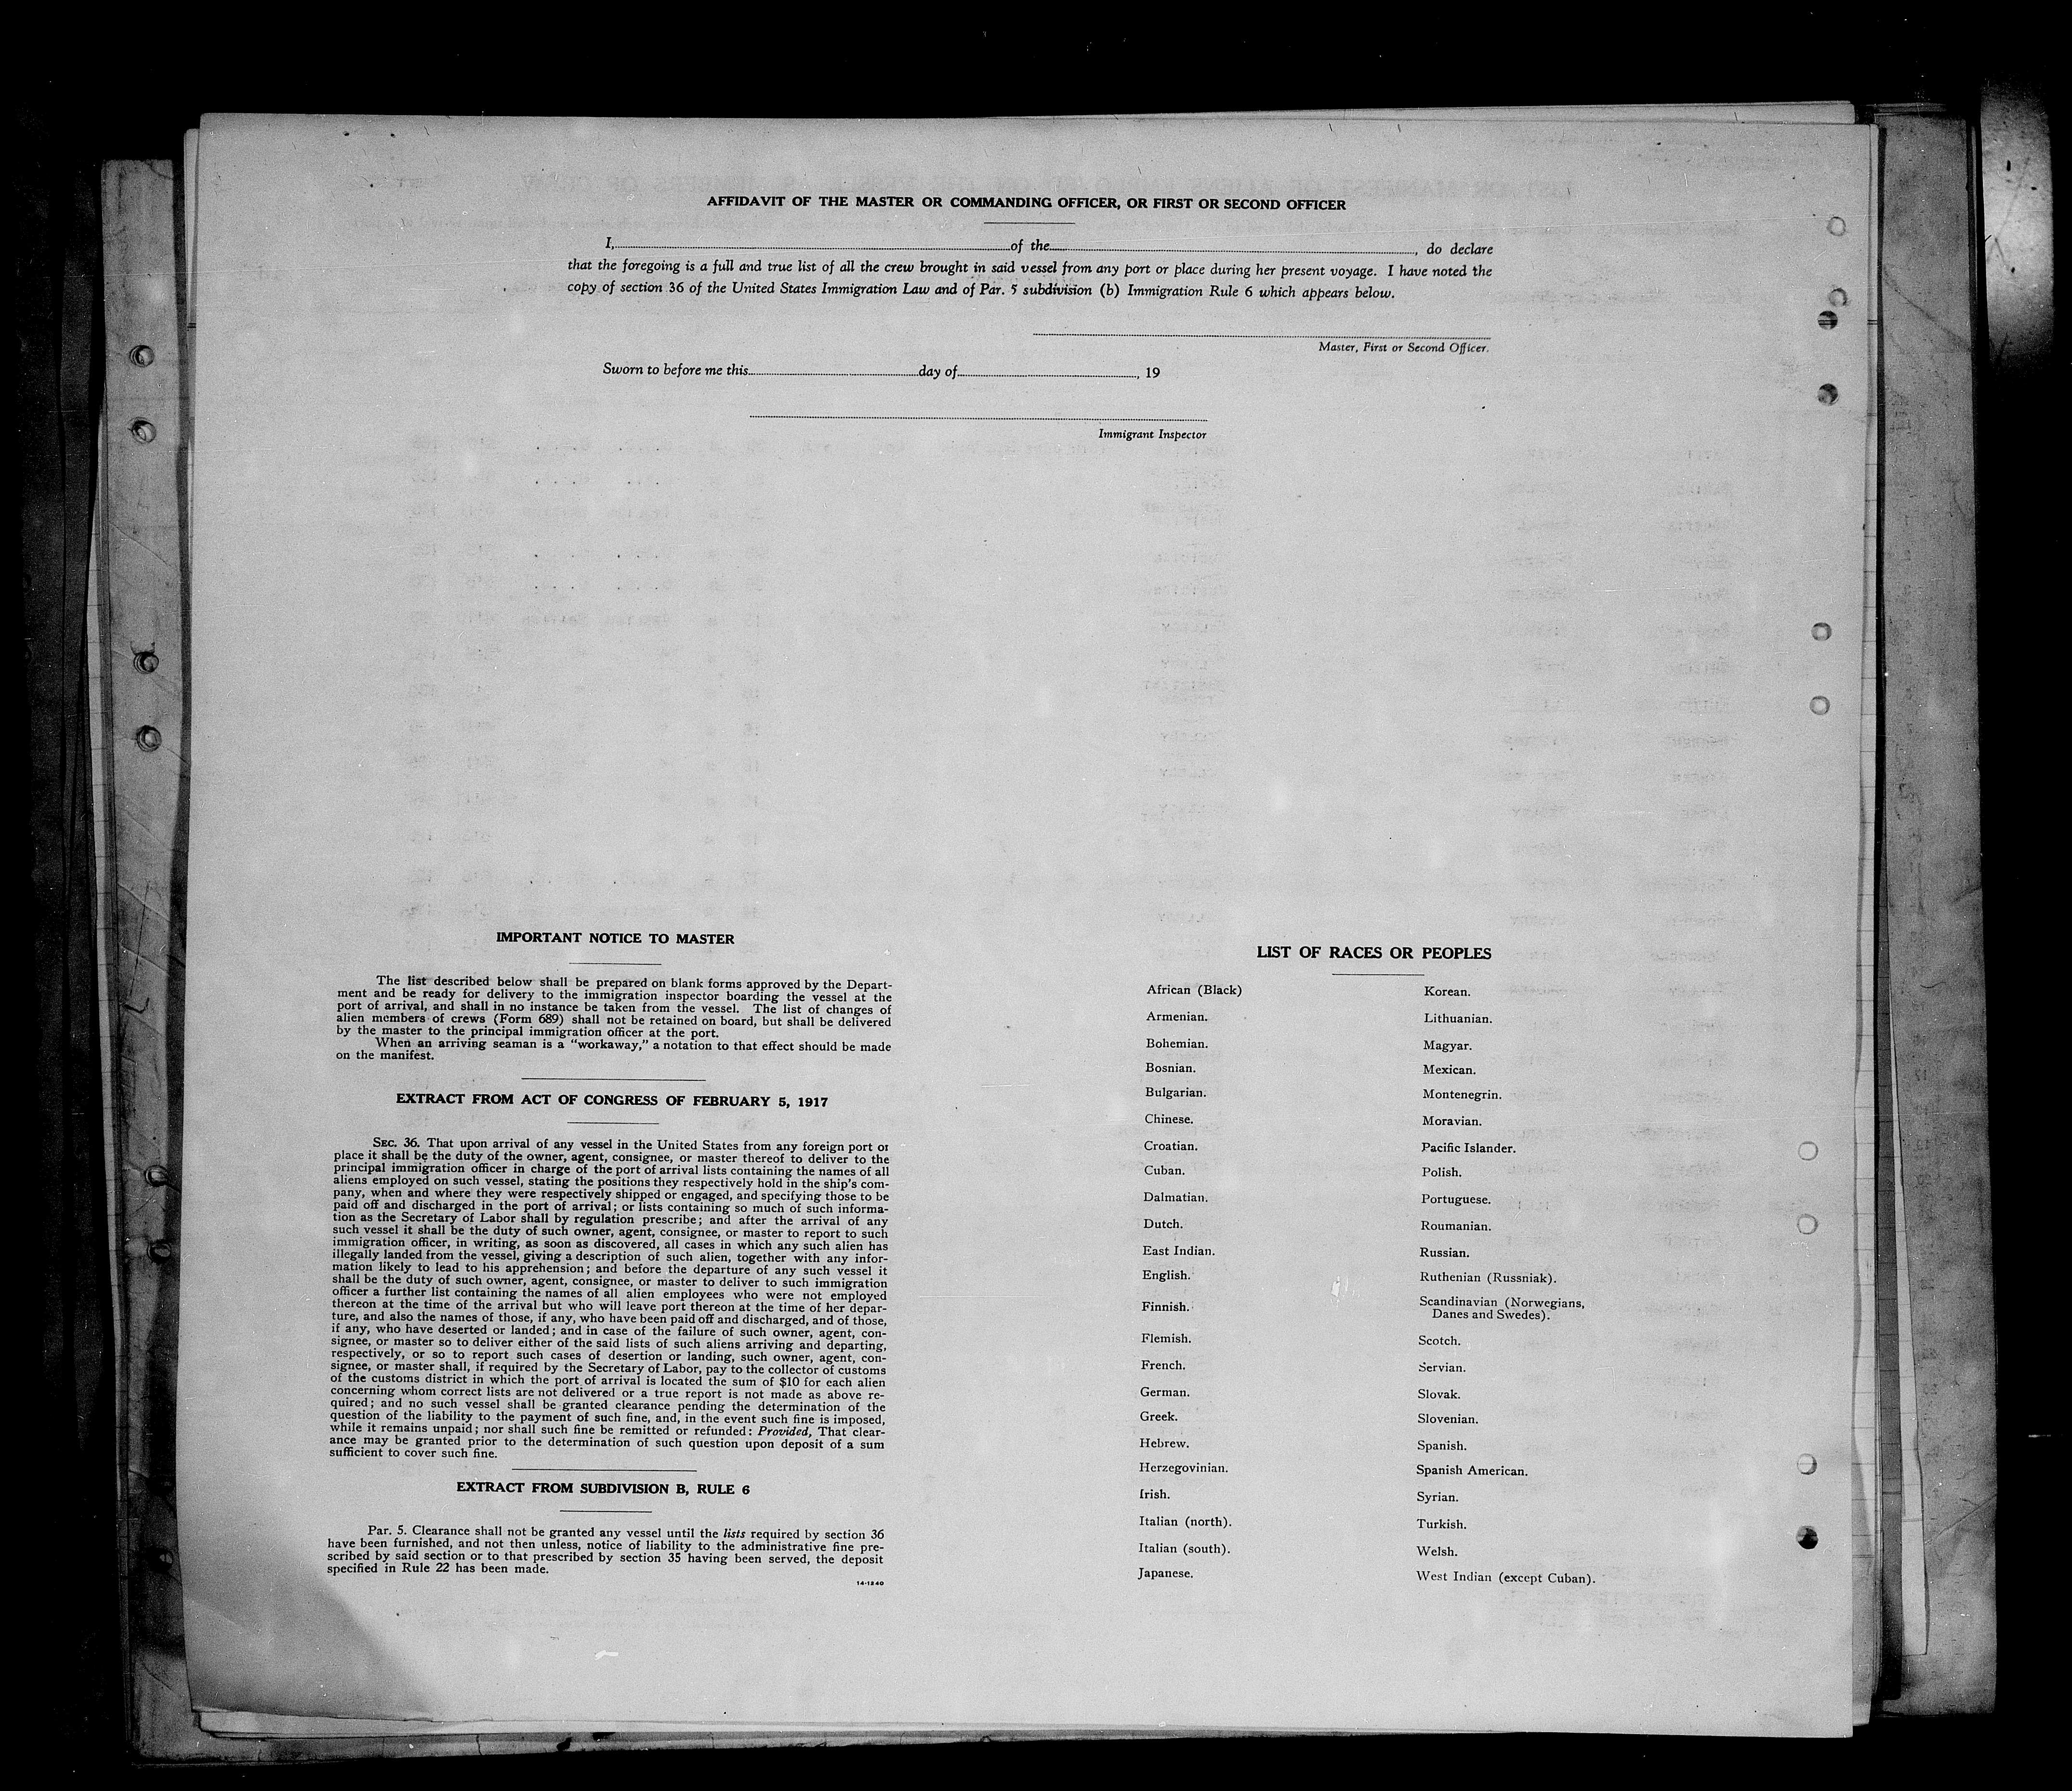 AFFIDAVIT OF THE MASTER OR COMMANDING OFFICER, OR FIRST OR SECOND OFFICER
I, of the , do declare
that the foregoing is a full and true list of all the crew brought in said vessel from any port or place during her present voyage. I have noted the
copy of section 36 of the United States Immigration Law and of Par. 5 subdivision (b) Immigration Rule 6 which appears below.
Master, First or Second Officer.
Sworn to before me this day of , 19
Immigrant Inspector
IMPORTANT NOTICE TO MASTER
The list described below shall be prepared on blank forms approved by the Depart-
ment and be ready for delivery to the immigration inspector boarding the vessel at the
port of arrival, and shall in no instance be taken from the vessel. The list of changes of
alien members of crews (Form 689) shall not be retained on board, but shall be delivered
by the master to the principal immigration officer at the port.
When an arriving seaman is a "workaway," a notation to that effect should be made
on the manifest.
EXTRACT FROM ACT OF CONGRESS OF FEBRUARY 5, 1917
SEC. 36. That upon arrival of any vessel in the United States from any foreign port or
place it shall be the duty of the owner, agent, consignee, or master thereof to deliver to the
principal immigration officer in charge of the port of arrival lists containing the names of all
aliens employed on such vessel, stating the positions they respectively hold in the ship's com-
pany, when and where they were respectively shipped or engaged, and specifying those to be
paid off and discharged in the port of arrival; or lists containing so much of such informa-
tion as the Secretary of Labor shall by regulation prescribe; and after the arrival of any
such vessel it shall be the duty of such owner, agent, consignee, or master to report to such
immigration officer, in writing, as soon as discovered, all cases in which any such alien has
illegally landed from the vessel, giving a description of such alien, together with any infor-
mation likely to lead to his apprehension; and before the departure of any such vessel it
shall be the duty of such owner, agent, consignee, or master to deliver to such immigration
officer a further list containing the names of all alien employees who were not employed
thereon at the time of the arrival but who will leave port thereon at the time of her depar-
ture, and also the names of those, if any, who have been paid off and discharged, and of those,
if any, who have deserted or landed; and in case of the failure of such owner, agent, con-
signee, or master so to deliver either of the said lists of such aliens arriving and departing,
respectively, or so to report such cases of desertion or landing, such owner, agent, con-
signee, or master shall, if required by the Secretary of Labor, pay to the collector of customs
of the customs district in which the port of arrival is located the sum of $10 for each alien
concerning whom correct lists are not delivered or a true report is not made as above re-
quired; and no such vessel shall be granted clearance pending the determination of the
question of the liability to the payment of such fine, and, in the event such fine is imposed,
while it remains unpaid; nor shall such fine be remitted or refunded: Provided, That clear-
ance may be granted prior to the determination of such question upon deposit of a sum
sufficient to cover such fine.
EXTRACT FROM SUBDIVISION B, RULE 6
Par. 5. Clearance shall not be granted any vessel until the lists required by section 36
have been furnished, and not then unless, notice of liability to the administrative fine pre-
scribed by said section or to that prescribed by section 35 having been served, the deposit
specified in Rule 22 has been made.
14-1240
LIST OF RACES OR PEOPLES
African (Black)
Armenian.
Bohemian.
Bosnian.
Bulgarian.
Chinese.
Croatian.
Cuban.
Dalmatian.
Dutch.
East Indian.
English.
Finnish.
Flemish.
French.
German.
Greek.
Hebrew.
Herzegovinian.
Irish.
Italian (north).
Italian (south).
Japanese.
Korean.
Lithuanian.
Magyar.
Mexican.
Montenegrin.
Moravian.
Pacific Islander.
Polish.
Portuguese.
Roumanian.
Russian.
Ruthenian (Russniak).
Scandinavian (Norwegians,
Danes and Swedes).
Scotch.
Servian.
Slovak.
Slovenian.
Spanish.
Spanish American.
Syrian.
Turkish.
Welsh.
West Indian (except Cuban).